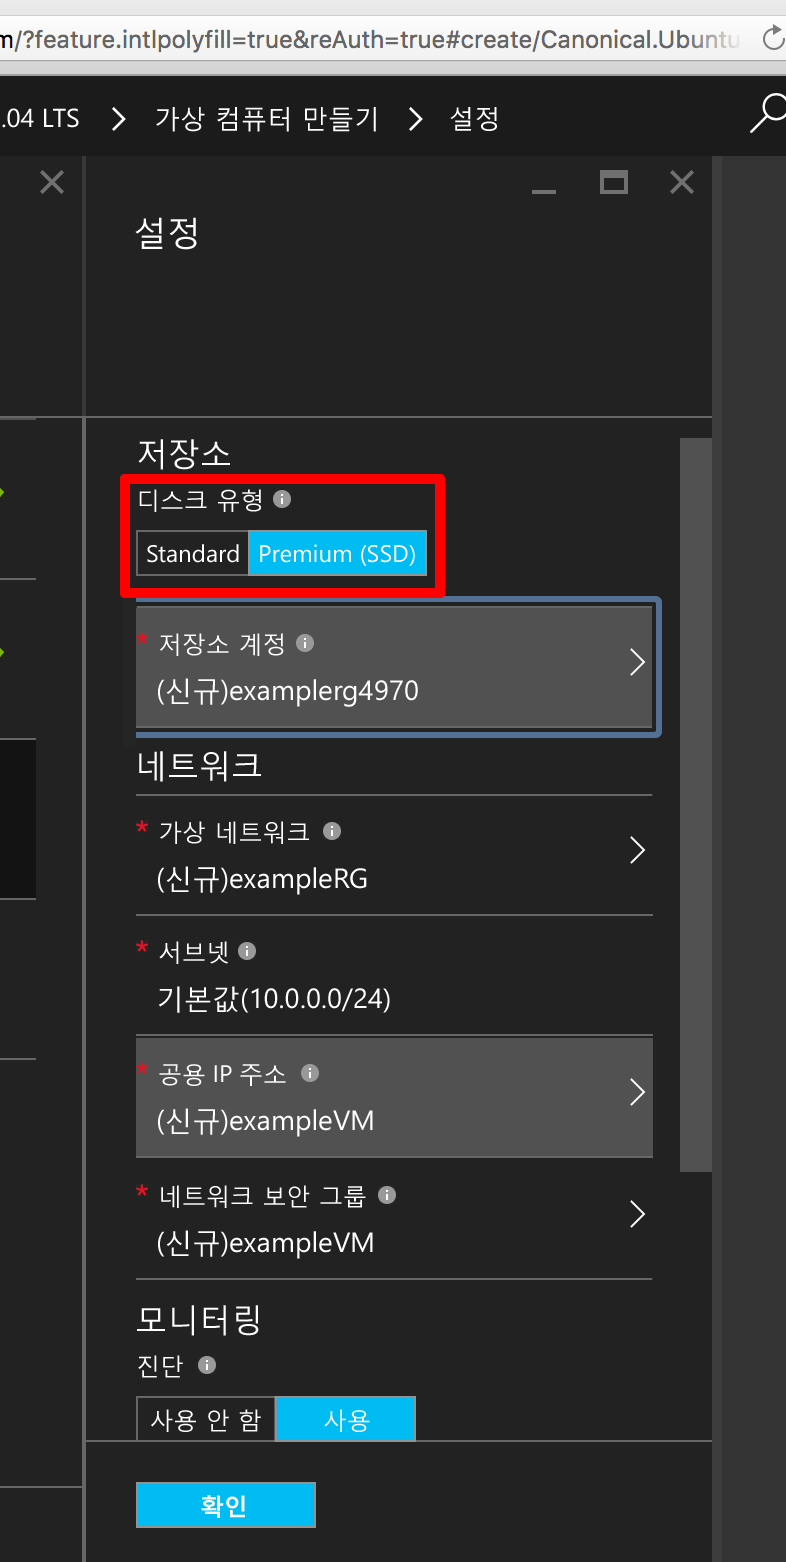 m/?feature.intlpolyfill=true&reAuth=true#create/Canonical.Ubuntu
.04 LTS > 가상 컴퓨터 만들기 > 설정
설정
저장소
디스크 유형
Standard Premium (SSD)
* 저장소 계정
(신규)examplerg4970
네트워크
* 가상 네트워크
(신규)exampleRG
* 서브넷
기본값(10.0.0.0/24)
* 공용 IP 주소
(신규)exampleVM
* 네트워크 보안 그룹
(신규)exampleVM
모니터링
진단
사용 안 함 사용
확인